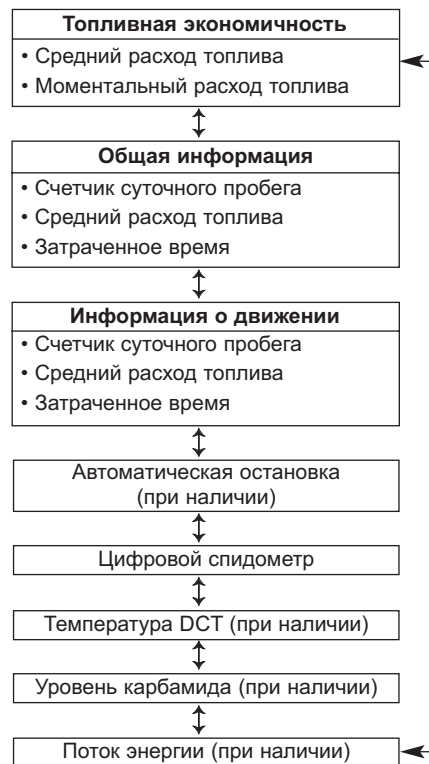 Топливная экономичность
• Средний расход топлива
• Моментальный расход топлива
Общая информация
• Счетчик суточного пробега
• Средний расход топлива
• Затраченное время
Информация о движении
• Счетчик суточного пробега
• Средний расход топлива
• Затраченное время
Автоматическая остановка
(при наличии)
Цифровой спидометр
Температура DCT (при наличии)
Уровень карбамида (при наличии)
Поток энергии (при наличии)